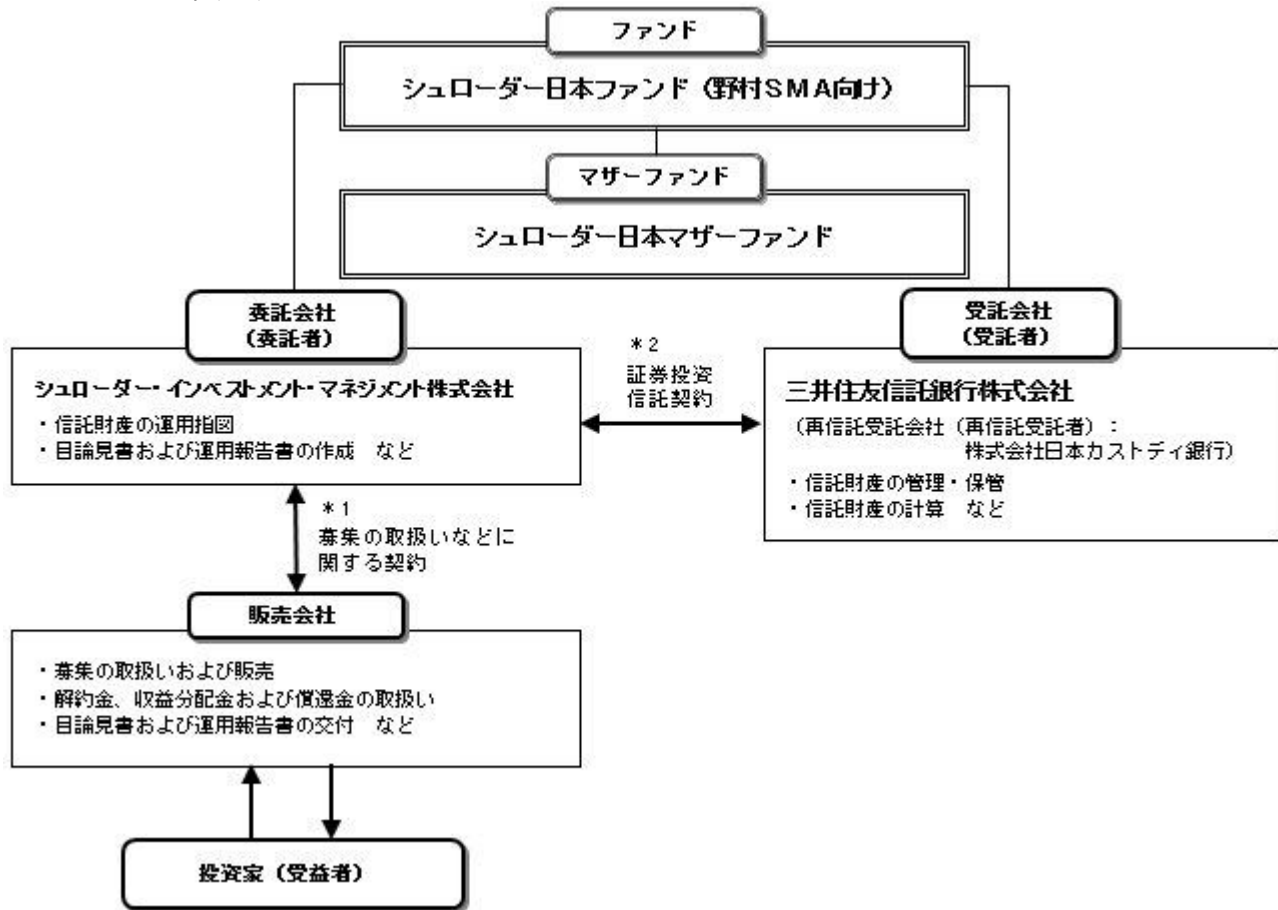 ファンド
シュローダー日本ファンド（野村SMA向け）
マザーファンド
シュローダー日本マザーファンド
委託会社
（委託者）
シュローダー・インベストメント・マネジメント株式会社
・信託財産の運用指図
・目論見書および運用報告書の作成　など
＊2
証券投資
信託契約
受託会社
（受託者）
三井住友信託銀行株式会社
（再信託受託会社（再信託受託者）：
株式会社日本カストディ銀行）
・信託財産の管理・保管
・信託財産の計算　など
＊1
募集の取扱いなどに
関する契約
販売会社
・募集の取扱いおよび販売
・解約金、収益分配金および償還金の取扱い
・目論見書および運用報告書の交付　など
投資家（受益者）